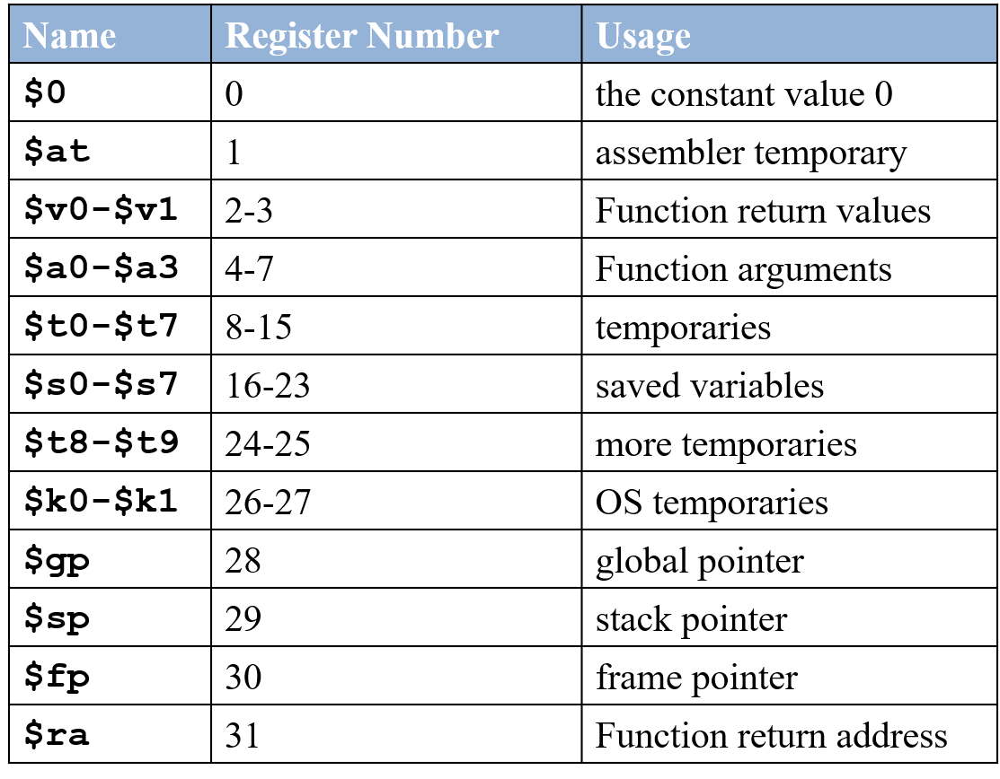 Name Register Number Usage
$0 0 the constant value 0
$at 1 assembler temporary
$v0-$v1 2-3 Function return values
$a0-$a3 4-7 Function arguments
$t0-$t7 8-15 temporaries
$s0-$s7 16-23 saved variables
$t8-$t9 24-25 more temporaries
$k0-$k1 26-27 OS temporaries
$gp 28 global pointer
$sp 29 stack pointer
$fp 30 frame pointer
$ra 31 Function return address